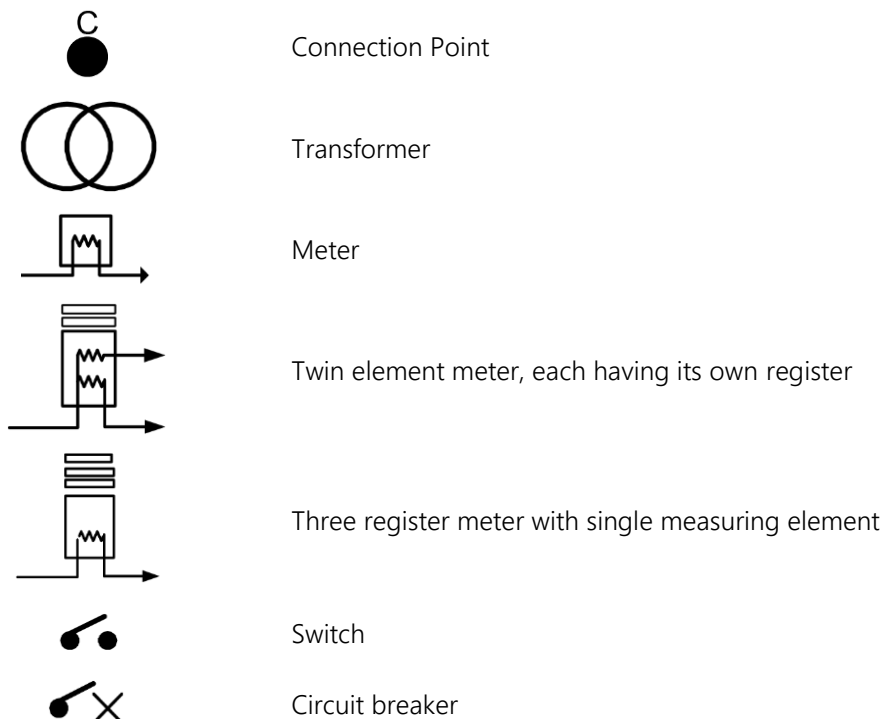 C
Connection Point
Transformer
Meter
Twin element meter, each having its own register
Three register meter with single measuring element
Switch
Circuit breaker